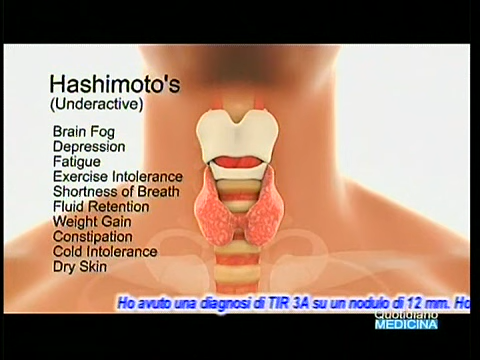 Hashimoto's
(Underactive)
Brain Fog
Depression
Fatigue
Exercise Intolerance
Shortness of Breath
Fluid Retention
Weight Gain
Constipation
Cold Intolerance
Dry Skin
Ho avuto una diagnosi di TIR 3A su un nodulo di 12 mm. Ho
Quotidiano
MEDICINA